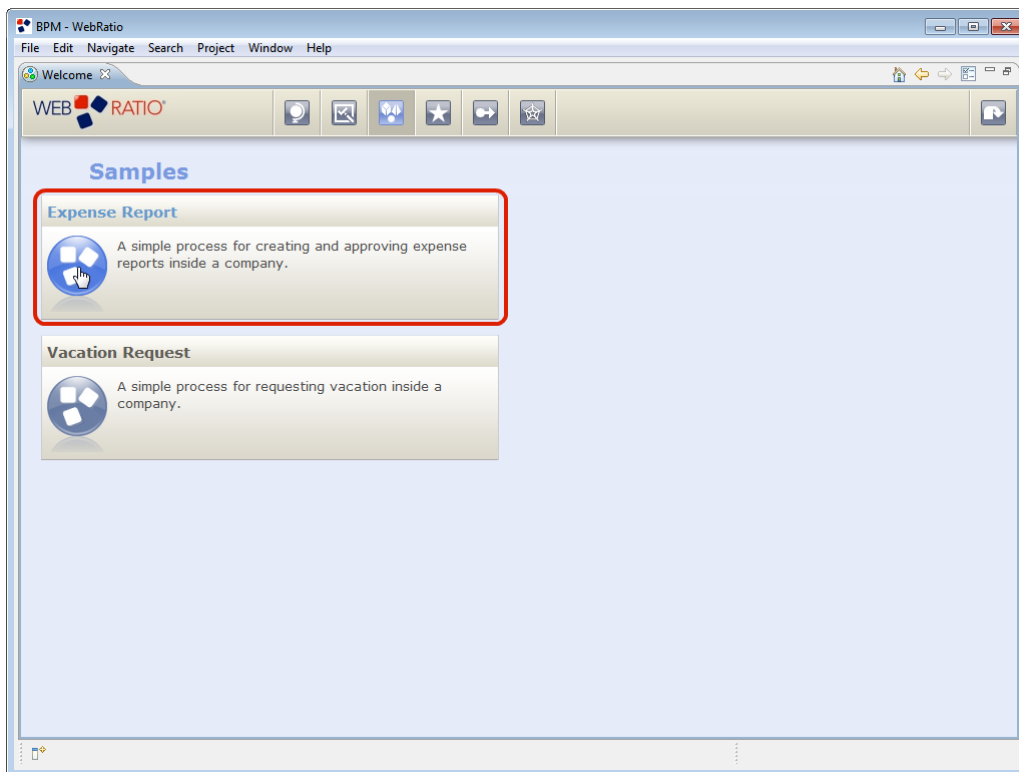 BPM - WebRatio
File Edit Navigate Search Project Window Help
Welcome
WEB RATIO®
Samples
Expense Report
A simple process for creating and approving expense
reports inside a company.
Vacation Request
A simple process for requesting vacation inside a
company.